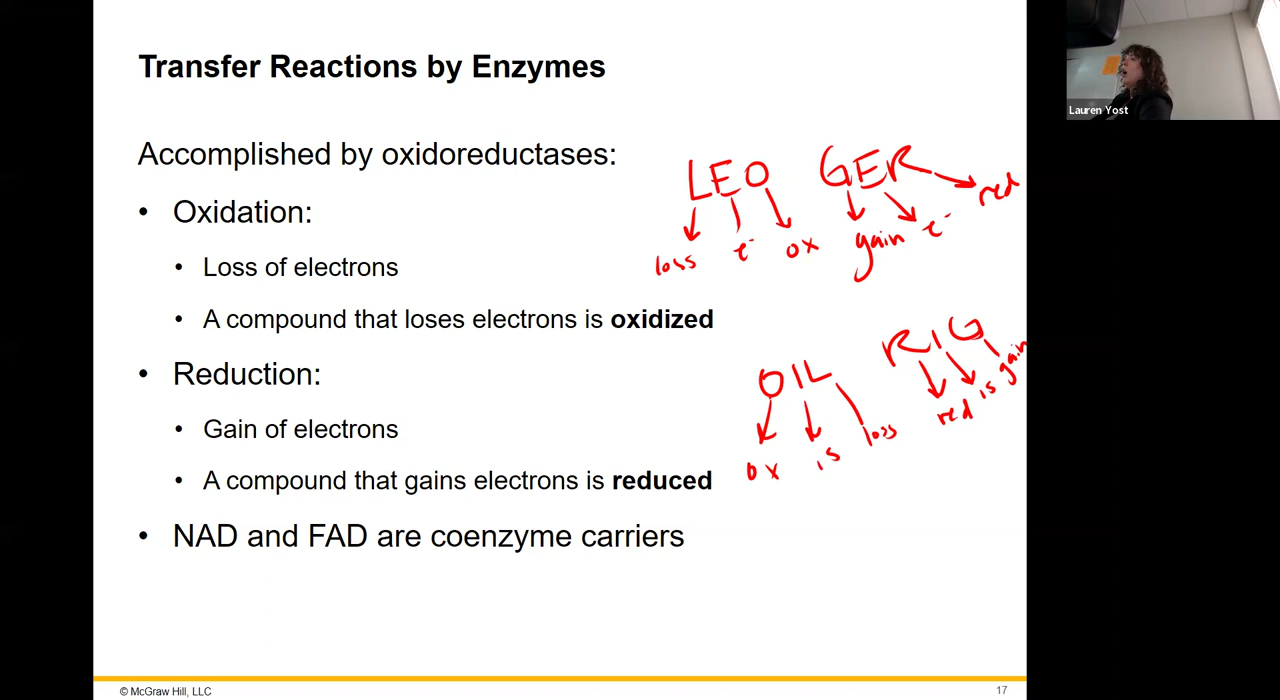 Transfer Reactions by Enzymes
Accomplished by oxidoreductases:
• Oxidation:
• Loss of electrons
• A compound that loses electrons is oxidized
• Reduction:
• Gain of electrons
• A compound that gains electrons is reduced
• NAD and FAD are coenzyme carriers
LEO GER
loss e- ox gain e- red
OIL RIG
ox is loss red is gain
© McGraw Hill, LLC
17
Lauren Yost